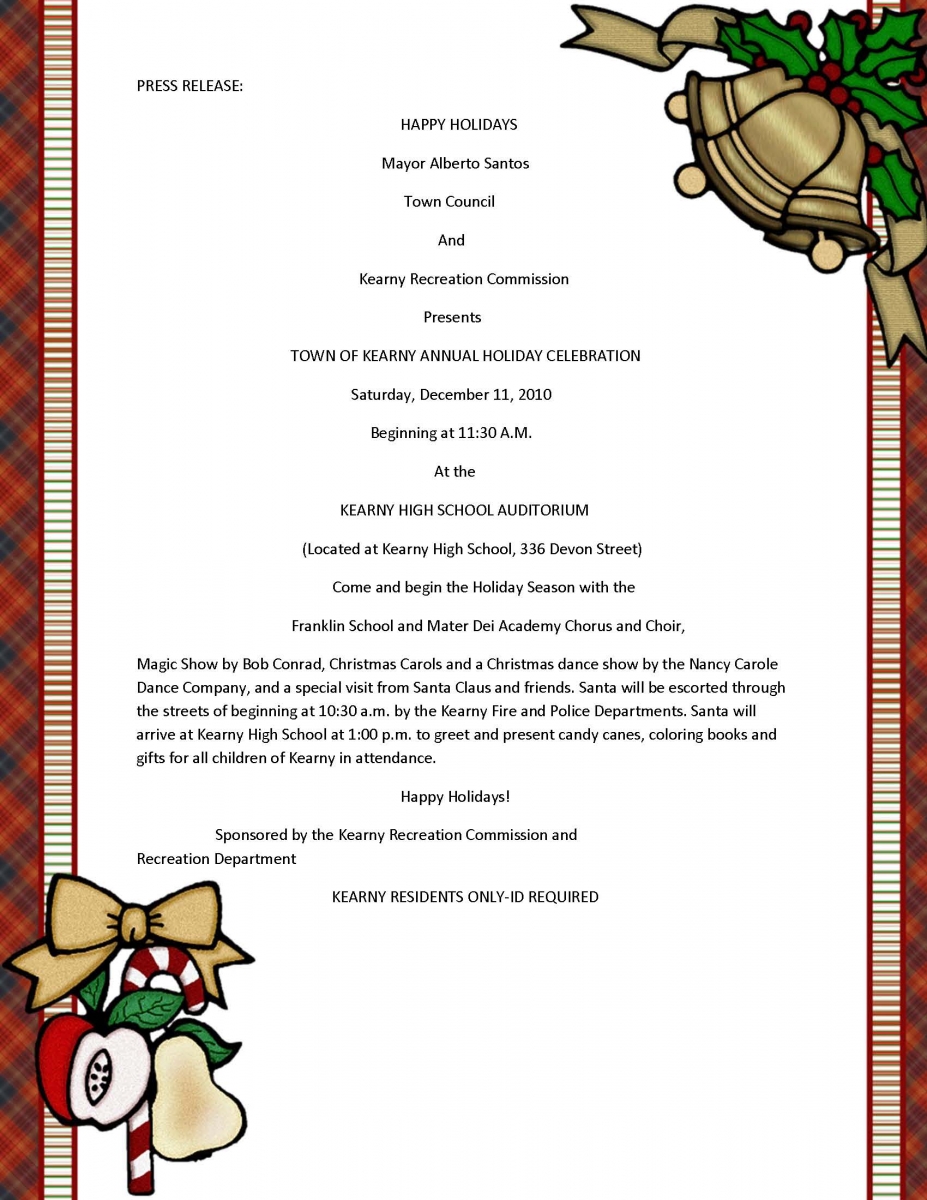 PRESS RELEASE:
HAPPY HOLIDAYS
Mayor Alberto Santos
Town Council
And
Kearny Recreation Commission
Presents
TOWN OF KEARNY ANNUAL HOLIDAY CELEBRATION
Saturday, December 11, 2010
Beginning at 11:30 A.M.
At the
KEARNY HIGH SCHOOL AUDITORIUM
(Located at Kearny High School, 336 Devon Street)
Come and begin the Holiday Season with the
Franklin School and Mater Dei Academy Chorus and Choir,
Magic Show by Bob Conrad, Christmas Carols and a Christmas dance show by the Nancy Carole
Dance Company, and a special visit from Santa Claus and friends. Santa will be escorted through
the streets of beginning at 10:30 a.m. by the Kearny Fire and Police Departments. Santa will
arrive at Kearny High School at 1:00 p.m. to greet and present candy canes, coloring books and
gifts for all children of Kearny in attendance.
Happy Holidays!
Sponsored by the Kearny Recreation Commission and
Recreation Department
KEARNY RESIDENTS ONLY-ID REQUIRED